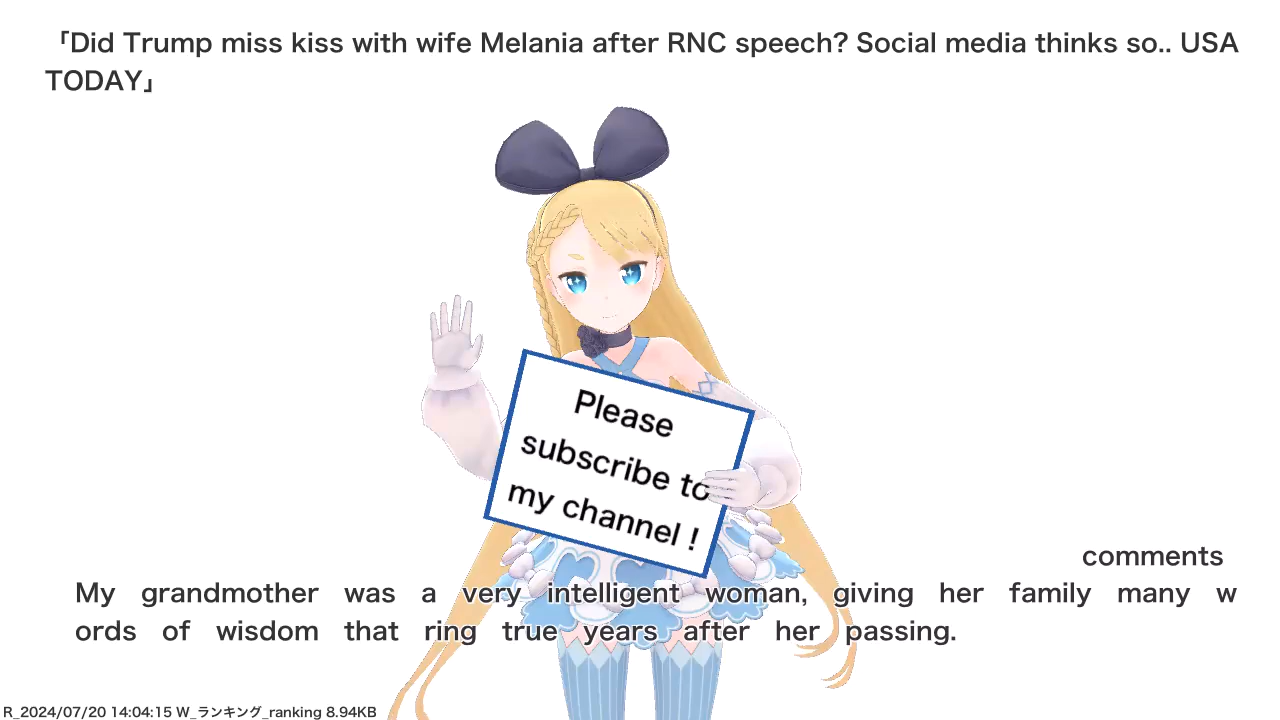 「Did Trump miss kiss with wife Melania after RNC speech? Social media thinks so.. USA
TODAY」
Please
subscribe to
my channel !
comments
My grandmother was a very intelligent woman, giving her family many w
ords of wisdom that ring true years after her passing.
R_2024/07/20 14:04:15 W_ランキング_ranking 8.94KB